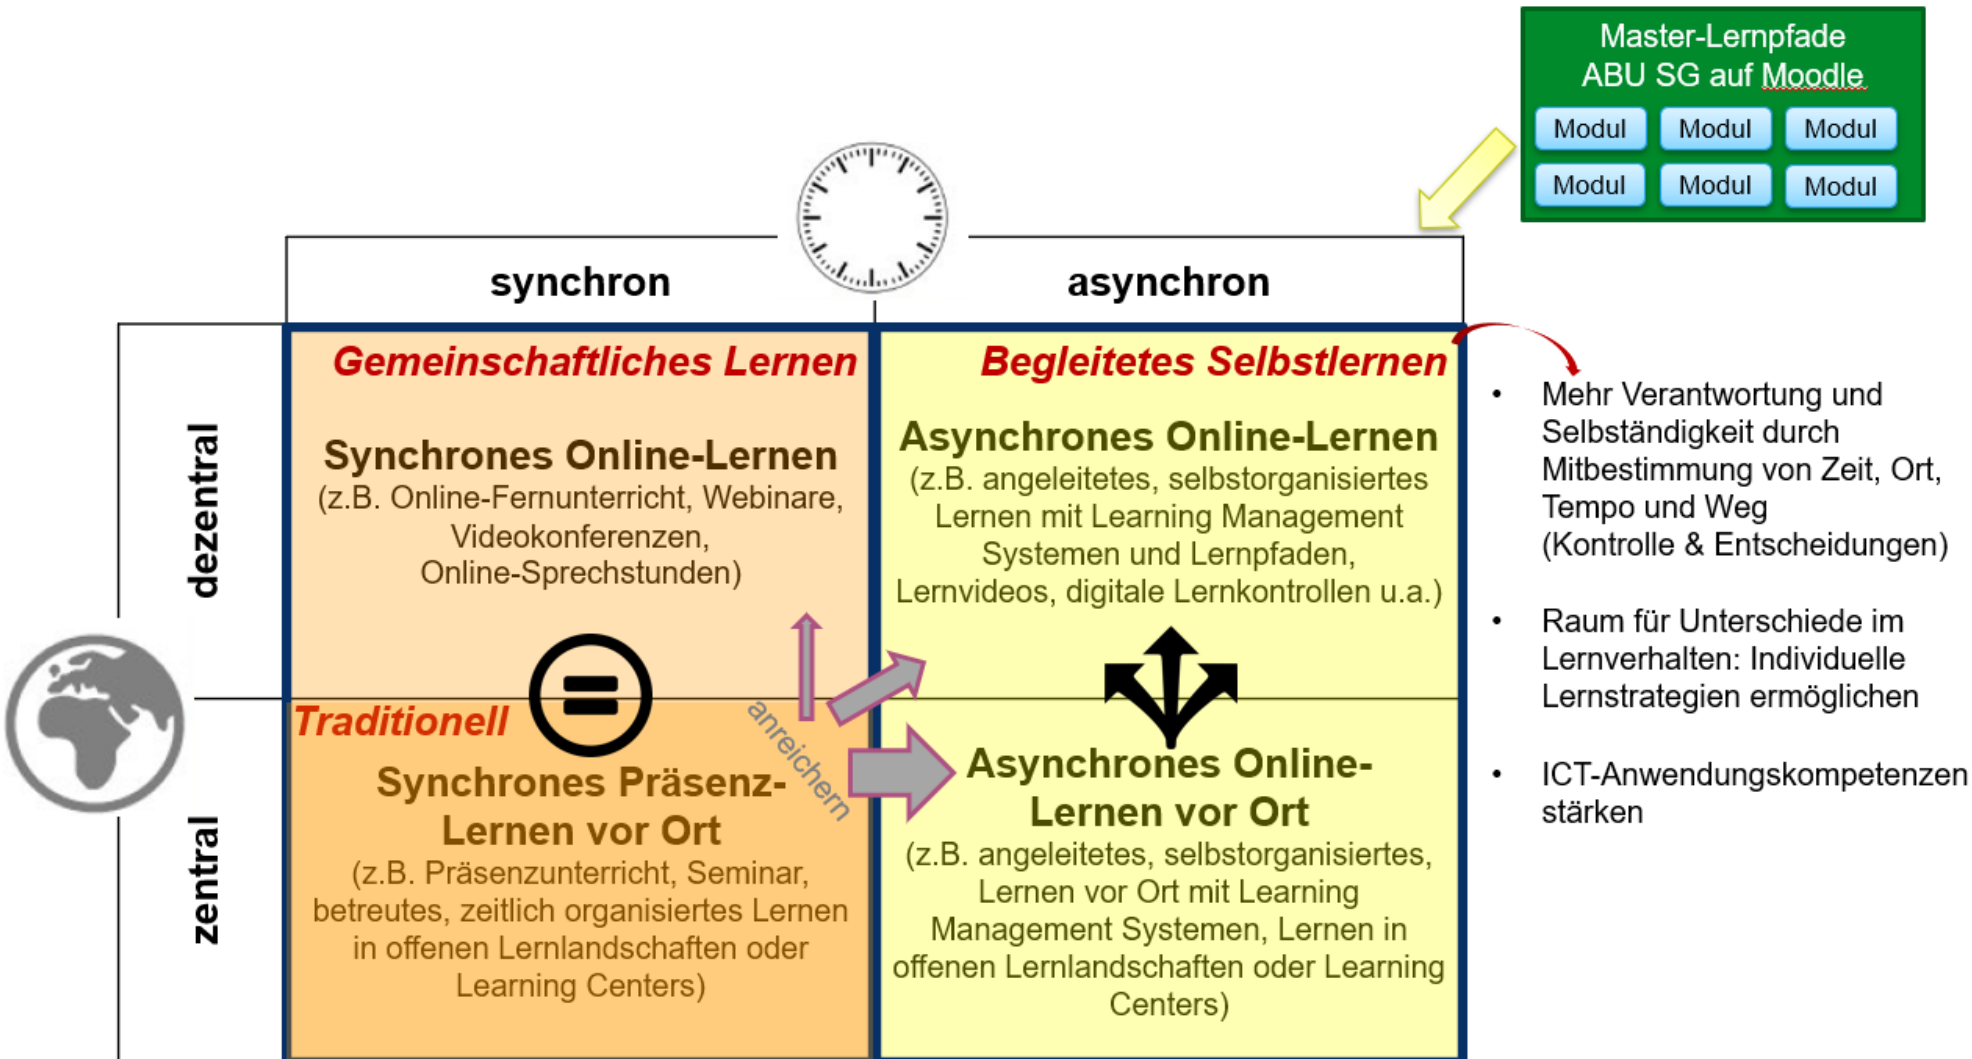 Master-Lernpfade
ABU SG auf Moodle
Modul Modul Modul
Modul Modul Modul
synchron
asynchron
dezentral
zentral
Gemeinschaftliches Lernen
Synchrones Online-Lernen
(z.B. Online-Fernunterricht, Webinare,
Videokonferenzen,
Online-Sprechstunden)
Begleitetes Selbstlernen
Asynchrones Online-Lernen
(z.B. angeleitetes, selbstorganisiertes
Lernen mit Learning Management
Systemen und Lernpfaden,
Lernvideos, digitale Lernkontrollen u.a.)
Traditionell
anreichern
Synchrones Präsenz-
Lernen vor Ort
(z.B. Präsenzunterricht, Seminar,
betreutes, zeitlich organisiertes Lernen
in offenen Lernlandschaften oder
Learning Centers)
Asynchrones Online-
Lernen vor Ort
(z.B. angeleitetes, selbstorganisiertes,
Lernen vor Ort mit Learning
Management Systemen, Lernen in
offenen Lernlandschaften oder Learning
Centers)
• Mehr Verantwortung und
Selbständigkeit durch
Mitbestimmung von Zeit, Ort,
Tempo und Weg
(Kontrolle & Entscheidungen)
• Raum für Unterschiede im
Lernverhalten: Individuelle
Lernstrategien ermöglichen
• ICT-Anwendungskompetenzen
stärken